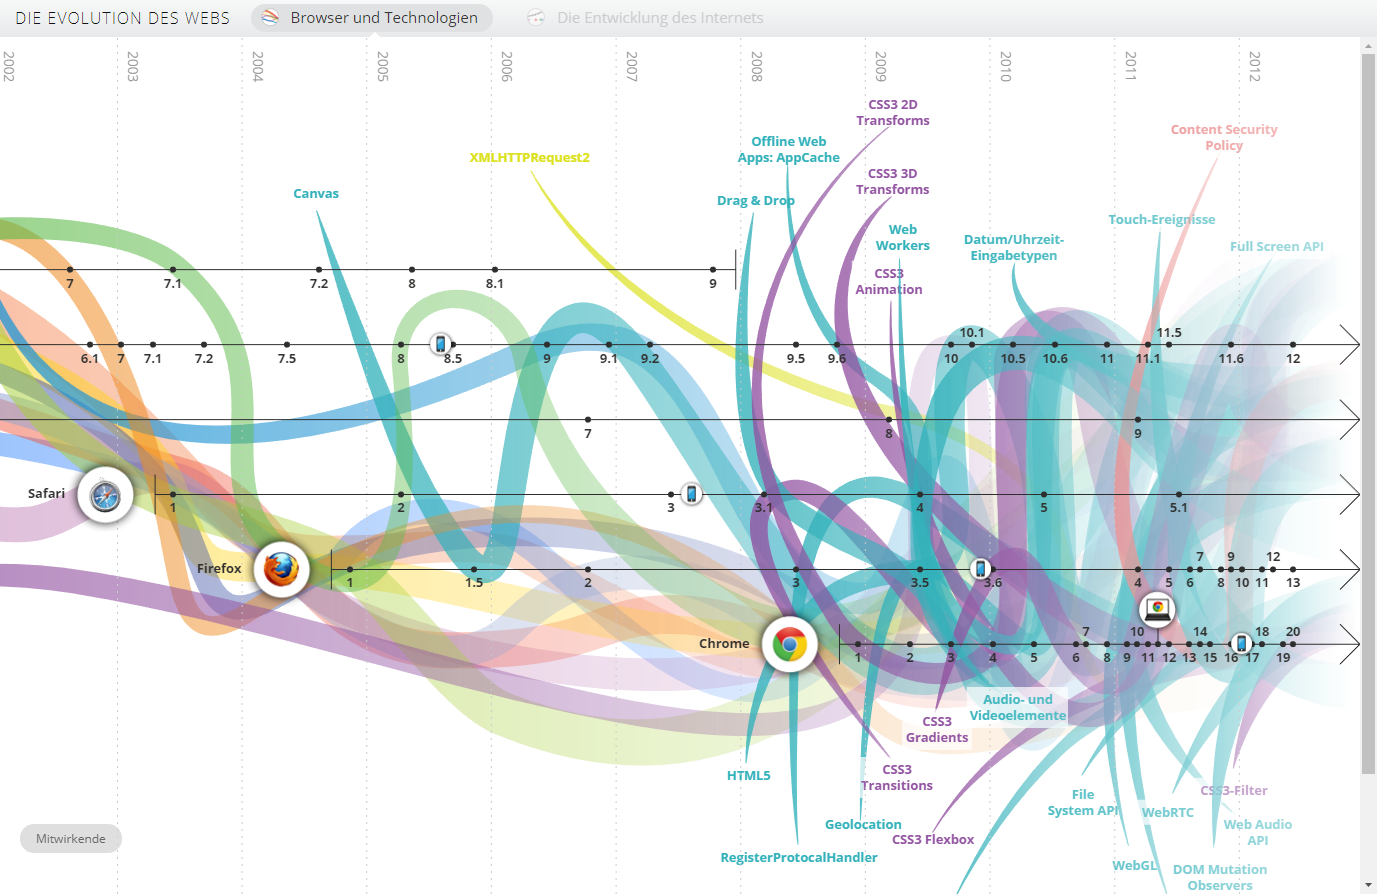 DIE EVOLUTION DES WEBS
Browser und Technologien
Die Entwicklung des Internets
2002 2003 2004 2005 2006 2007 2008 2009 2010 2011 2012
CSS3 2D
Transforms
Content Security
Policy
Offline Web
Apps: AppCache
XMLHTTPRequest2
CSS3 3D
Transforms
Canvas
Drag & Drop
Touch-Ereignisse
Web
Workers
Datum/Uhrzeit-
Eingabetypen
Full Screen API
CSS3
Animation
7 7.1 7.2 8 8.1 9
10.1 11.5
6.1 7 7.1 7.2 7.5 8 8.5 9 9.1 9.2 9.5 9.6 10 10.5 10.6 11 11.1 11.6 12
7 8 9
Safari
1 2 3 3.1 4 5 5.1
7 9 12
Firefox
1 1.5 2 3 3.5 3.6 4 5 6 8 10 11 13
7 10 14 18 20
Chrome
1 2 3 4 5 6 8 9 11 12 13 15 16 17 19
Audio- und
Videoelemente
CSS3
Gradients
HTML5
CSS3
Transitions
File
System API
CSS3-Filter
WebRTC
Geolocation
Web Audio
API
CSS3 Flexbox
Mitwirkende
RegisterProtocalHandler
WebGL
DOM Mutation
Observers